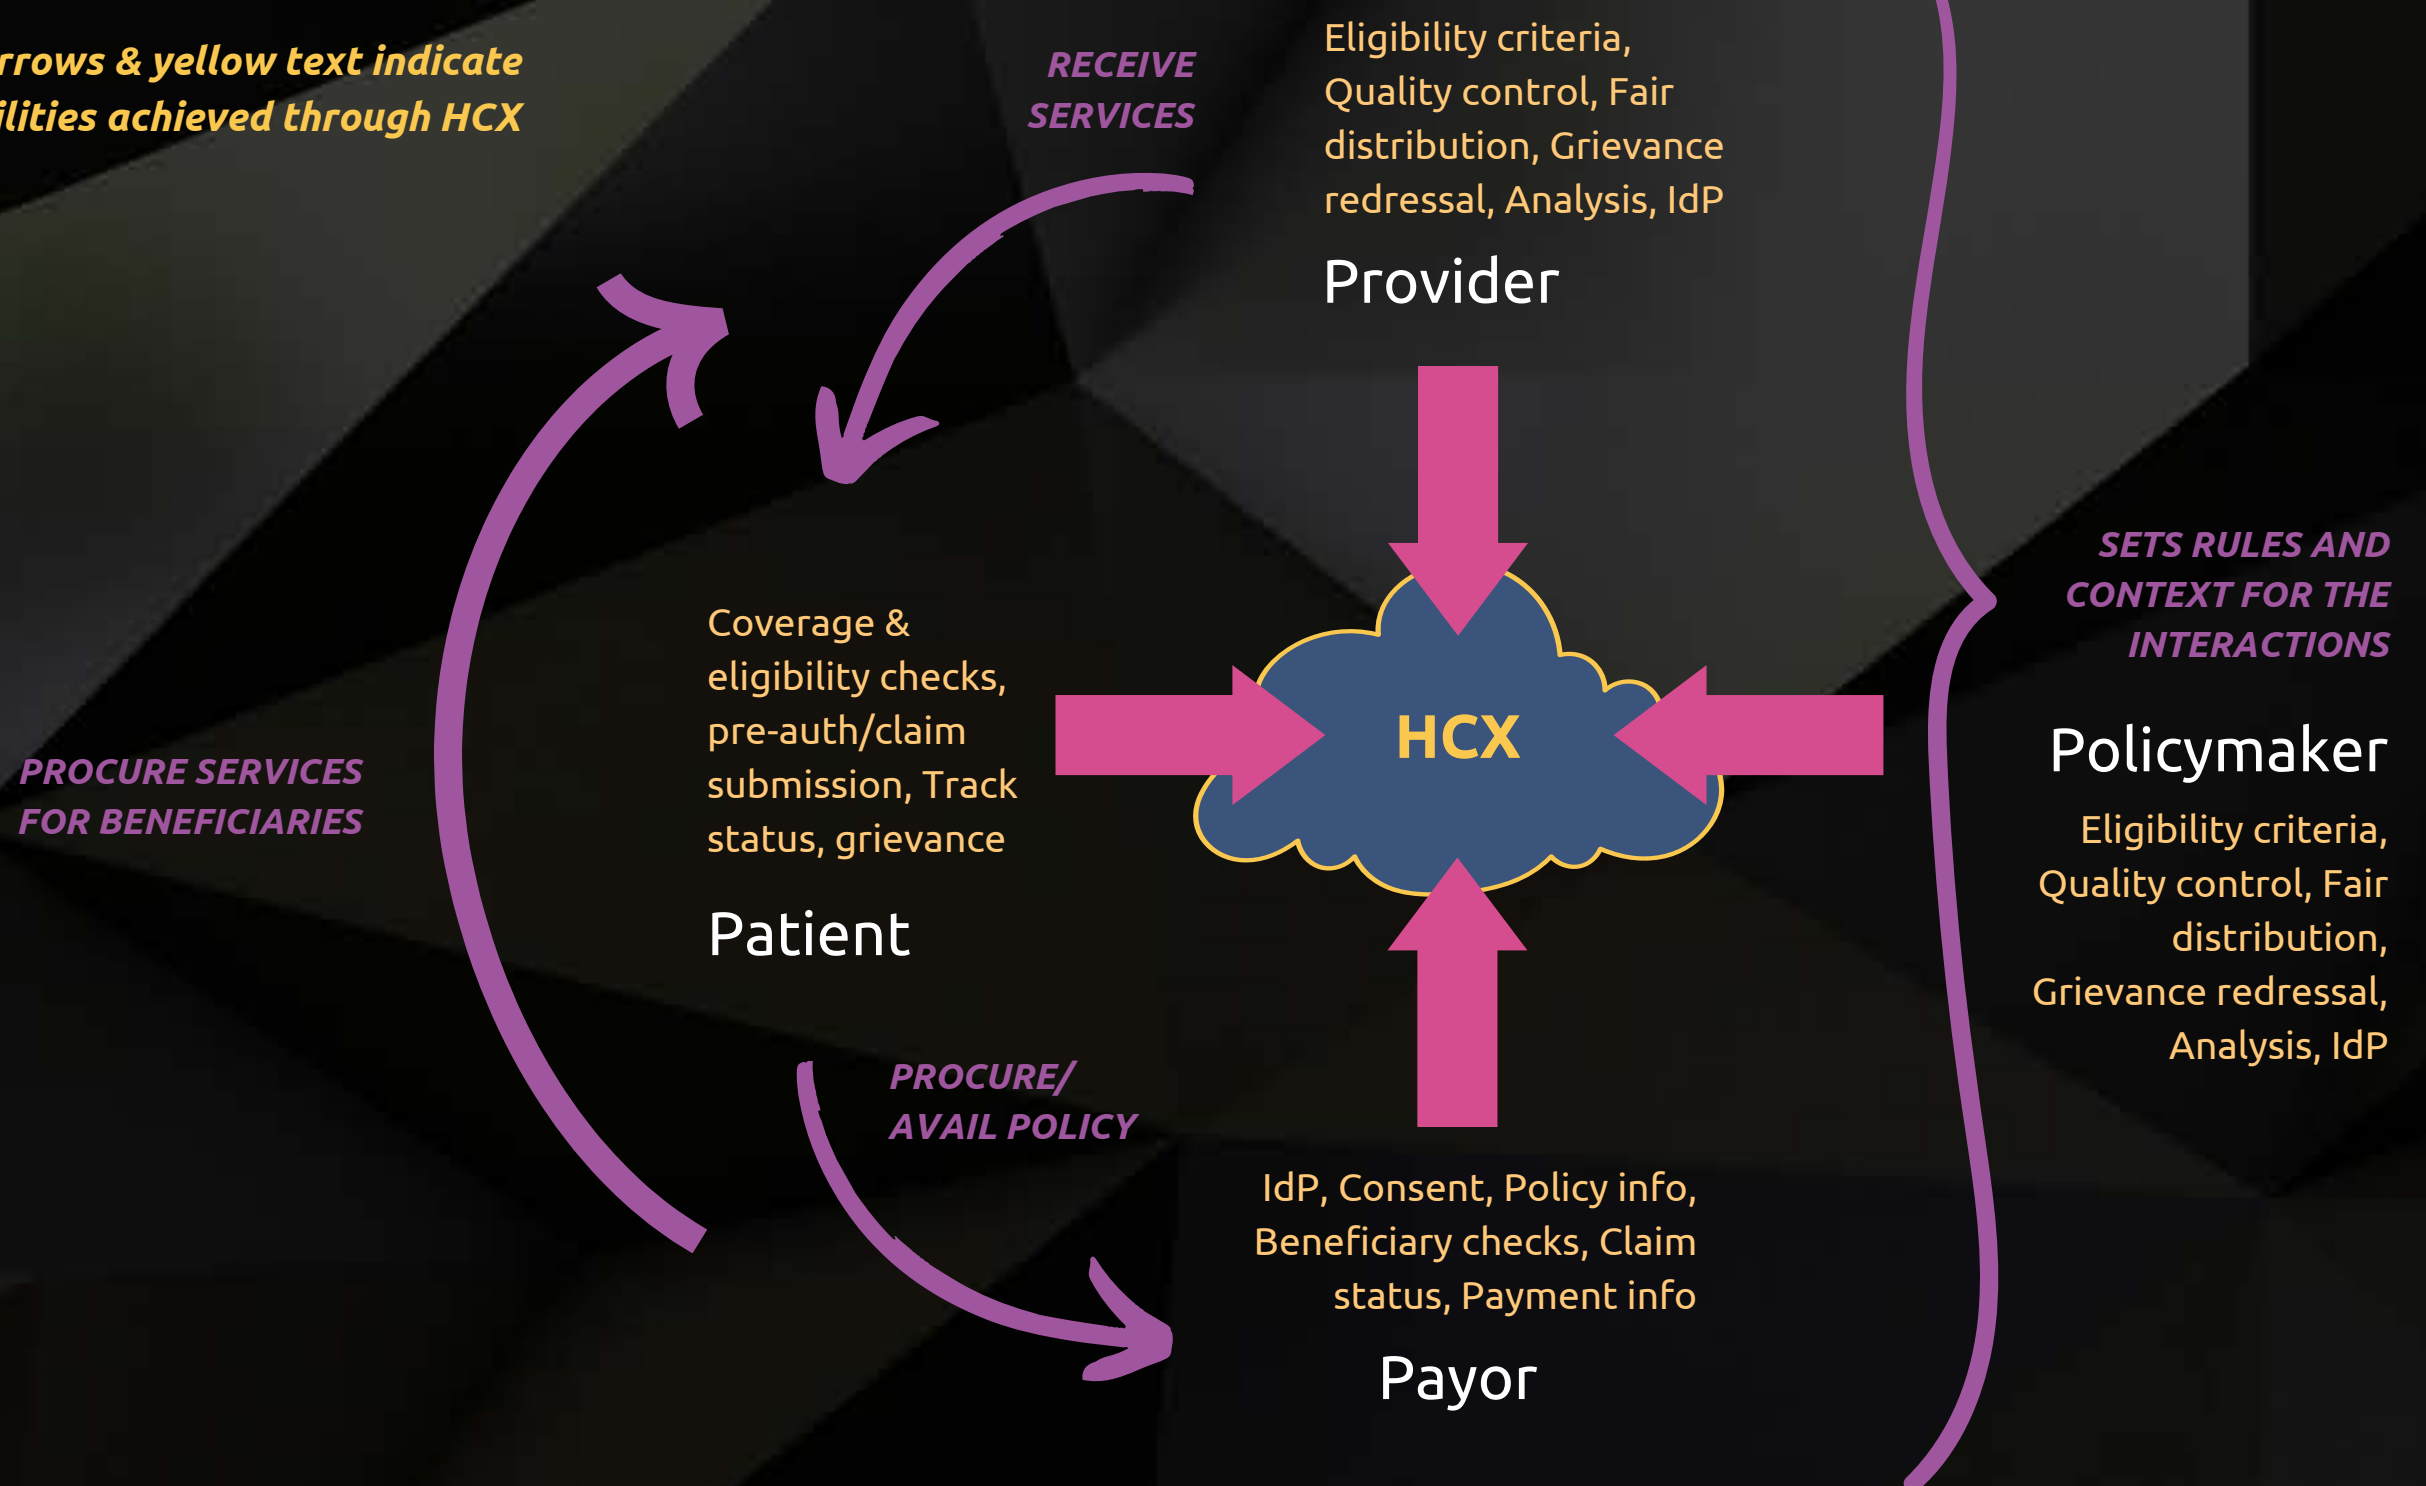 rrows & yellow text indicate
ilities achieved through HCX
RECEIVE
SERVICES
Eligibility criteria,
Quality control, Fair
distribution, Grievance
redressal, Analysis, IdP
Provider
SETS RULES AND
CONTEXT FOR THE
INTERACTIONS
Policymaker
Eligibility criteria,
Quality control, Fair
distribution,
Grievance redressal,
Analysis, IdP
HCX
Coverage &
eligibility checks,
pre-auth/claim
submission, Track
status, grievance
Patient
PROCURE SERVICES
FOR BENEFICIARIES
PROCURE/
AVAIL POLICY
IdP, Consent, Policy info,
Beneficiary checks, Claim
status, Payment info
Payor